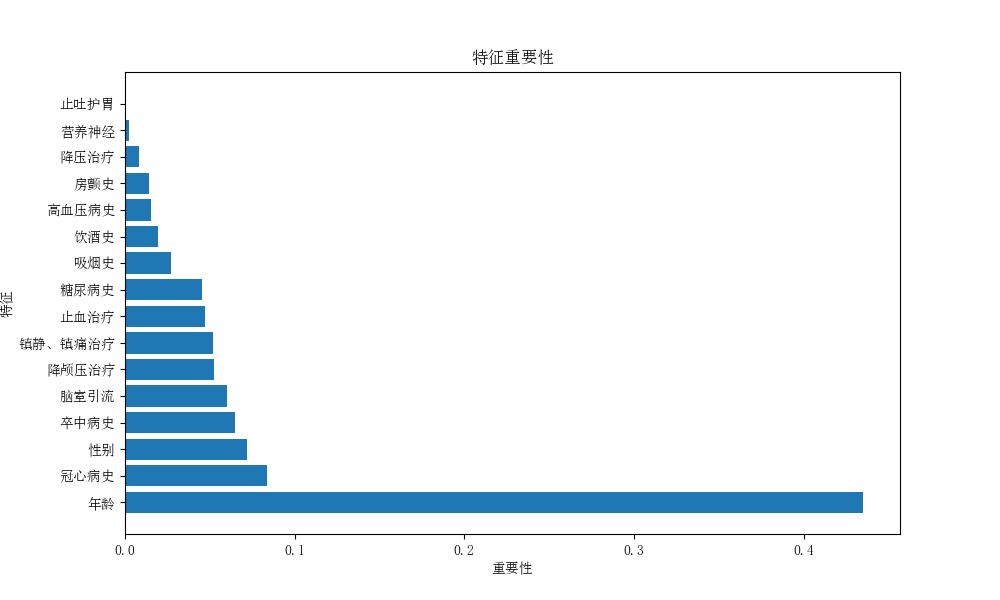 特征重要性
止吐护胃
营养神经
降压治疗
房颤史
高血压病史
饮酒史
吸烟史
糖尿病史
止血治疗
镇静、镇痛治疗
降颅压治疗
脑室引流
卒中病史
性别
冠心病史
年龄
特征
0.0 0.1 0.2 0.3 0.4
重要性